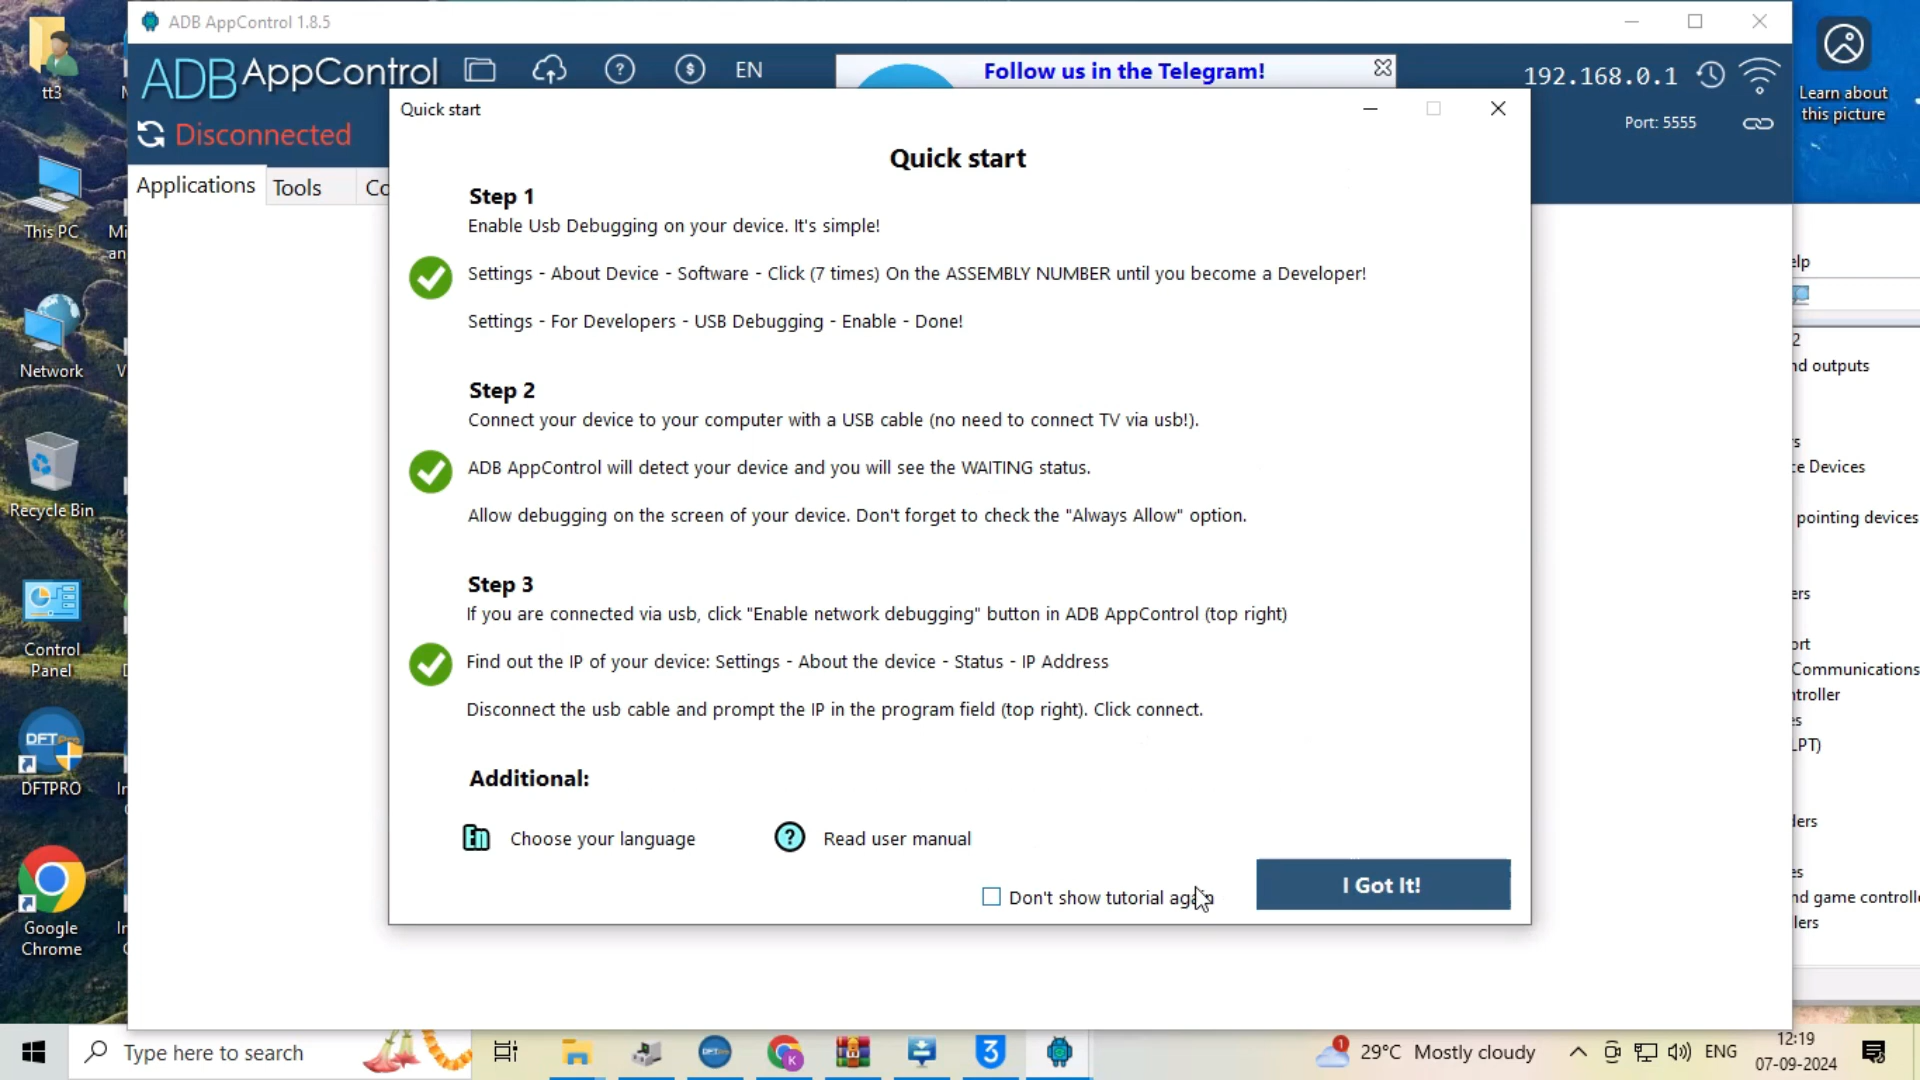 ADB AppControl 1.8.5
tt3
ADB AppControl
EN
Follow us in the Telegram!
192.168.0.1
Learn about
this picture
Disconnected
Port: 5555
Applications
Tools
Quick start
Quick start
Step 1
Enable Usb Debugging on your device. It's simple!
Settings - About Device - Software - Click (7 times) On the ASSEMBLY NUMBER until you become a Developer!
Settings - For Developers - USB Debugging - Enable - Done!
Step 2
Connect your device to your computer with a USB cable (no need to connect TV via usb!).
ADB AppControl will detect your device and you will see the WAITING status.
Allow debugging on the screen of your device. Don't forget to check the "Always Allow" option.
Step 3
If you are connected via usb, click "Enable network debugging" button in ADB AppControl (top right)
Find out the IP of your device: Settings - About the device - Status - IP Address
Disconnect the usb cable and prompt the IP in the program field (top right). Click connect.
Additional:
Choose your language
Read user manual
Don't show tutorial again
I Got It!
This PC
Network
Recycle Bin
Control
Panel
DFT Pro
DFTPRO
Google
Chrome
outputs
Devices
pointing devices
Communications
Type here to search
29°C Mostly cloudy
ENG
12:19
07-09-2024